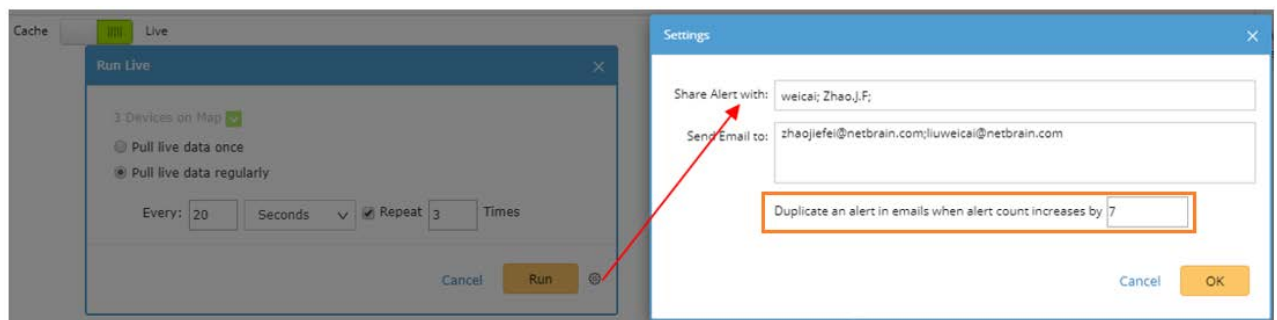 Cache Live
Run Live
3 Devices on Map
Pull live data once
Pull live data regularly
Every: 20 Seconds Repeat 3 Times
Cancel Run
Settings
Share Alert with: weicai; Zhao.J.F;
Send Email to: zhaojiefei@netbrain.com;liuweicai@netbrain.com
Duplicate an alert in emails when alert count increases by 7
Cancel OK